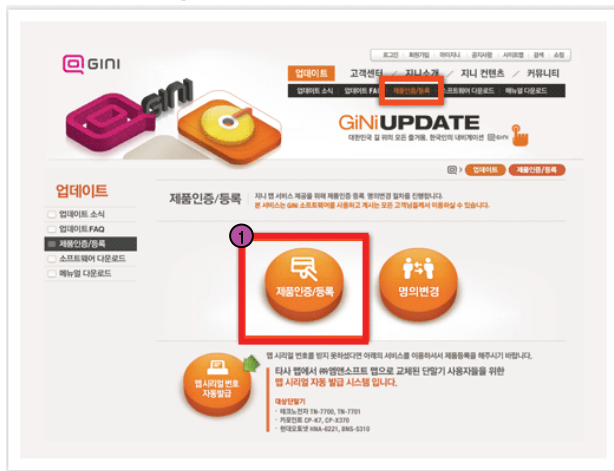 GINI
로그인 | 회원가입 | 마이지니 | 공지사항 | 사이트맵 | 검색 | 쇼핑
업데이트 고객센터 / 지니소개 / 지니 컨텐츠 / 커뮤니티
업데이트 소식 | 업데이트 FAQ 제품인증/등록 소프트웨어 다운로드 | 메뉴얼 다운로드
GiNi
GiNi UPDATE
대한민국 길 위의 모든 즐거움, 한국인의 내비게이션 GiNi
업데이트 제품인증/등록
업데이트
업데이트 소식
업데이트FAQ
제품인증/등록
소프트웨어 다운로드
메뉴얼 다운로드
제품인증/등록
지니 맵 서비스 제공을 위해 제품인증 등록, 명의변경 절차를 진행합니다.
본 서비스는 GINI 소프트웨어를 사용하고 계시는 모든 고객님들께서 이용하실 수 있습니다.
1
제품인증/등록
명의변경
맵 시리얼 번호
자동발급
맵 시리얼 번호를 받지 못하셨다면 아래의 서비스를 이용하셔서 제품등록을 해주시기 바랍니다.
타사 맵에서 ㈜엠앤소프트 맵으로 교체된 단말기 사용자들을 위한
맵 시리얼 자동 발급 시스템 입니다.
대상단말기
- 테크노전자 TN-7700, TN-7701
- 카포인트 CP-K7, CP-X370
- 현대오토넷 HNA-6221, BNS-5310